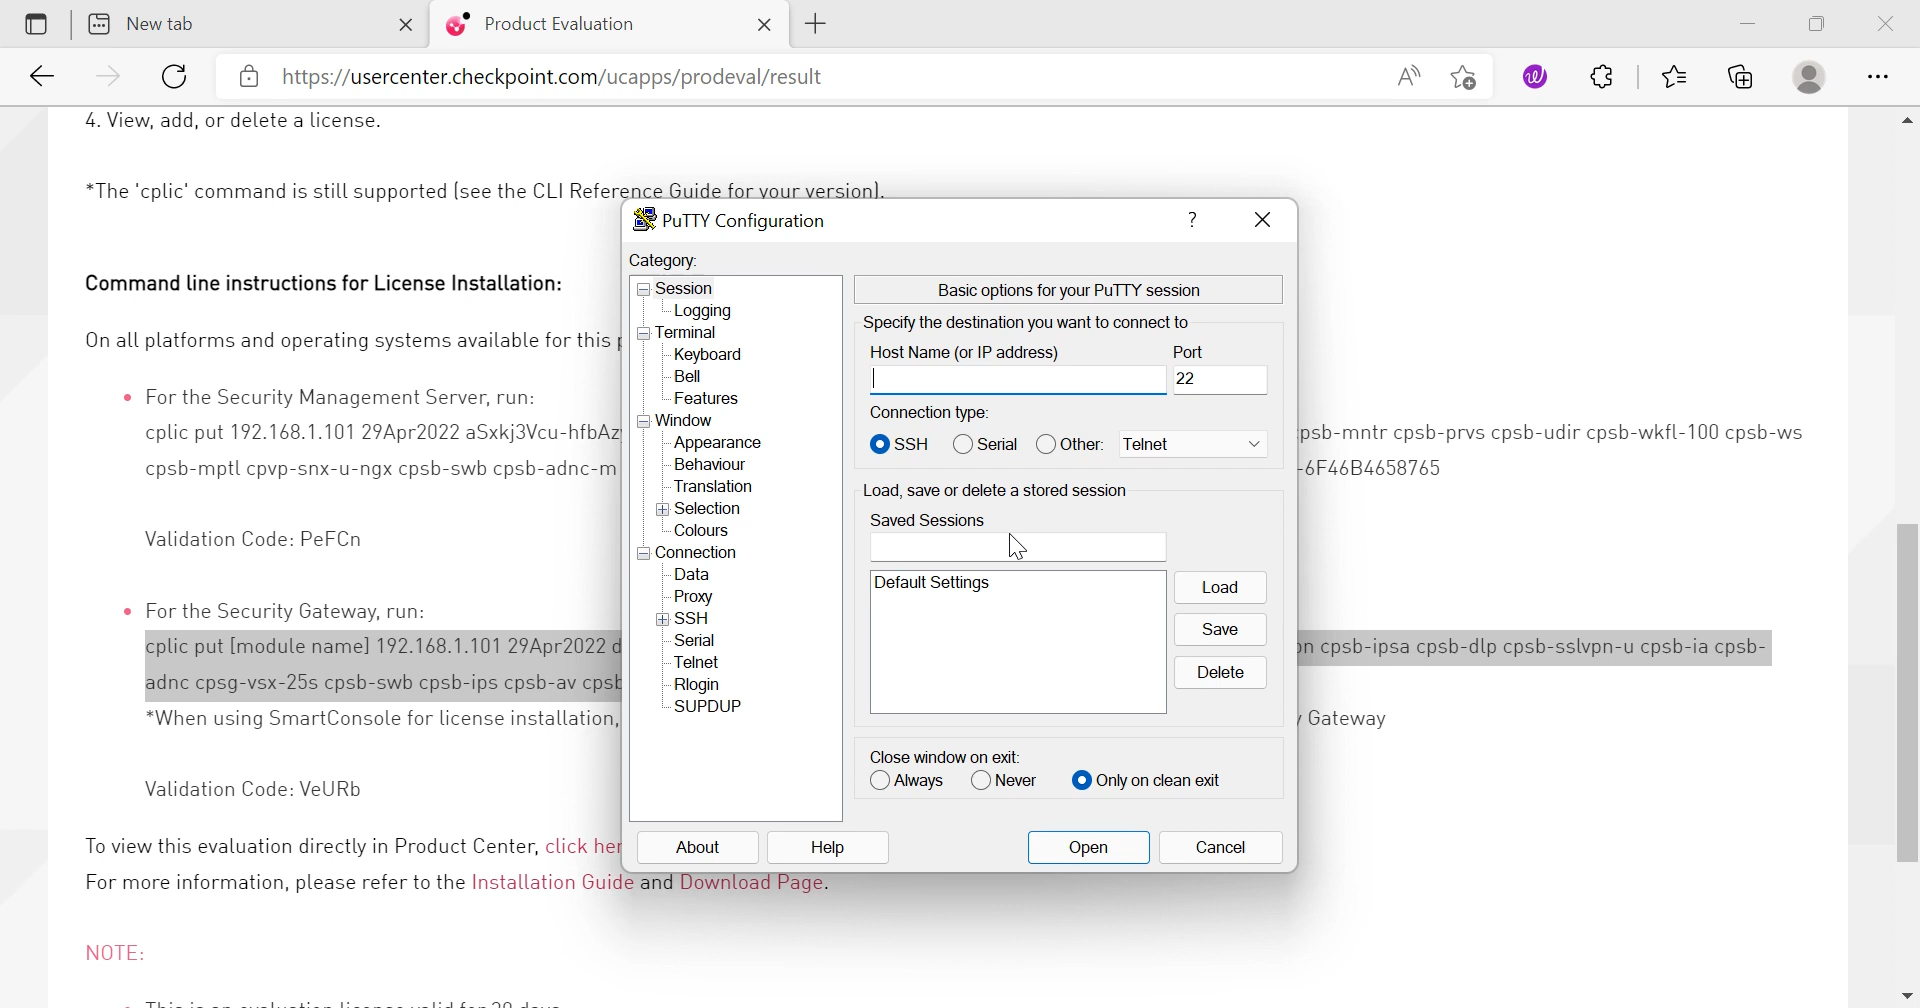 New tab
Product Evaluation
https://usercenter.checkpoint.com/ucapps/prodeval/result
4. View, add, or delete a license.
*The 'cplic' command is still supported (see the CLI Reference Guide for your version).
Command line instructions for License Installation:
On all platforms and operating systems available for this
For the Security Management Server, run:
cplic put 192.168.1.101 29Apr2022 aSxkj3Vcu-hfbAz
psb-mntr cpsb-prvs cpsb-udir cpsb-wkfl-100 cpsb-ws
cpsb-mptl cpvp-snx-u-ngx cpsb-swb cpsb-adnc-m
-6F46B4658765
Validation Code: PeFCn
For the Security Gateway, run:
cplic put [module name] 192.168.1.101 29Apr2022
cpsb-ipsa cpsb-dlp cpsb-sslvpn-u cpsb-ia cpsb-
adnc cpsg-vsx-25s cpsb-swb cpsb-ips cpsb-av cpsb
*When using SmartConsole for license installation,
Gateway
Validation Code: VeURb
To view this evaluation directly in Product Center, click her
For more information, please refer to the Installation Guide and Download Page.
NOTE:
This is an evaluation license valid for 30 days
PuTTY Configuration
?
Category:
Session
Logging
Terminal
Keyboard
Bell
Features
Window
Appearance
Behaviour
Translation
Selection
Colours
Connection
Data
Proxy
SSH
Serial
Telnet
Rlogin
SUPDUP
Basic options for your PuTTY session
Specify the destination you want to connect to
Host Name (or IP address)
Port
22
Connection type:
SSH
Serial
Other:
Telnet
Load, save or delete a stored session
Saved Sessions
Default Settings
Load
Save
Delete
Close window on exit:
Always
Never
Only on clean exit
About
Help
Open
Cancel